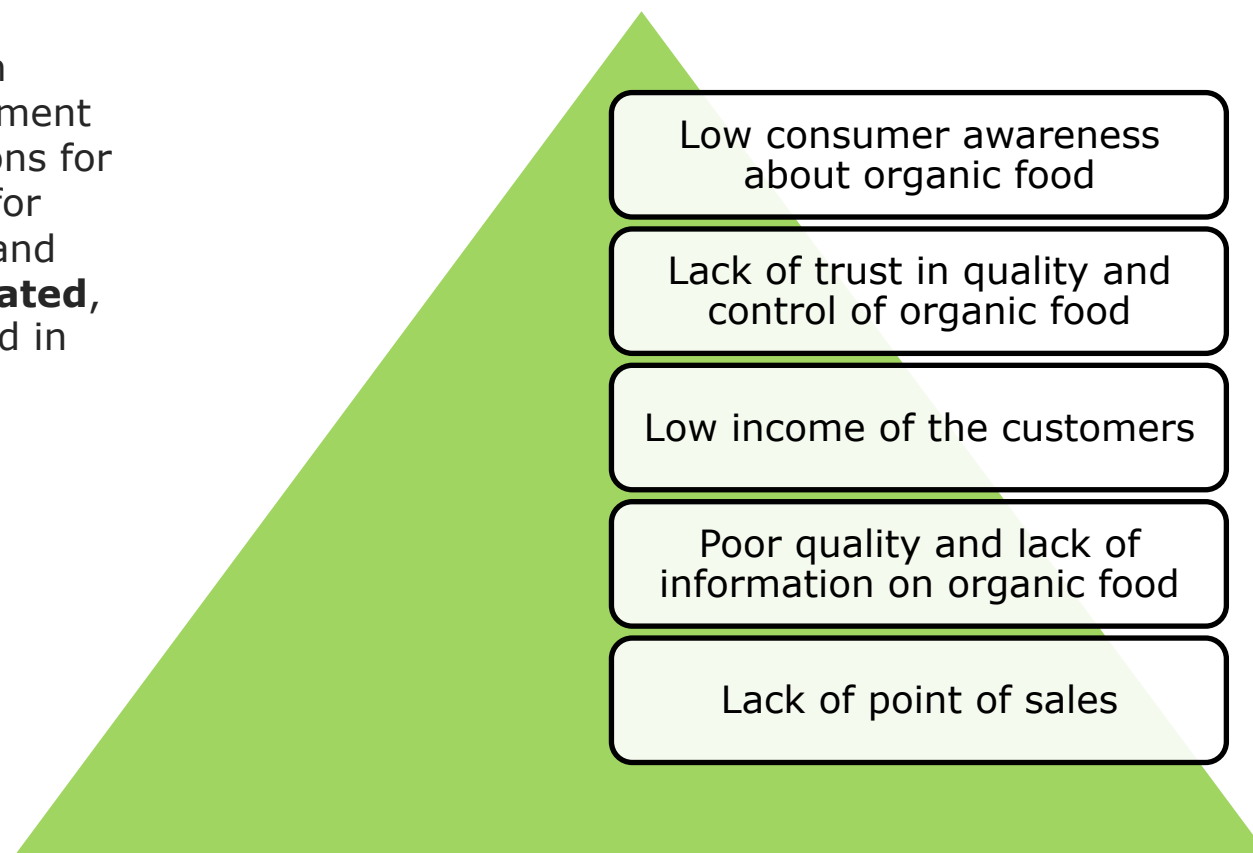 n
ment
ons for
for
and
ated,
d in
Low consumer awareness
about organic food
Lack of trust in quality and
control of organic food
Low income of the customers
Poor quality and lack of
information on organic food
Lack of point of sales